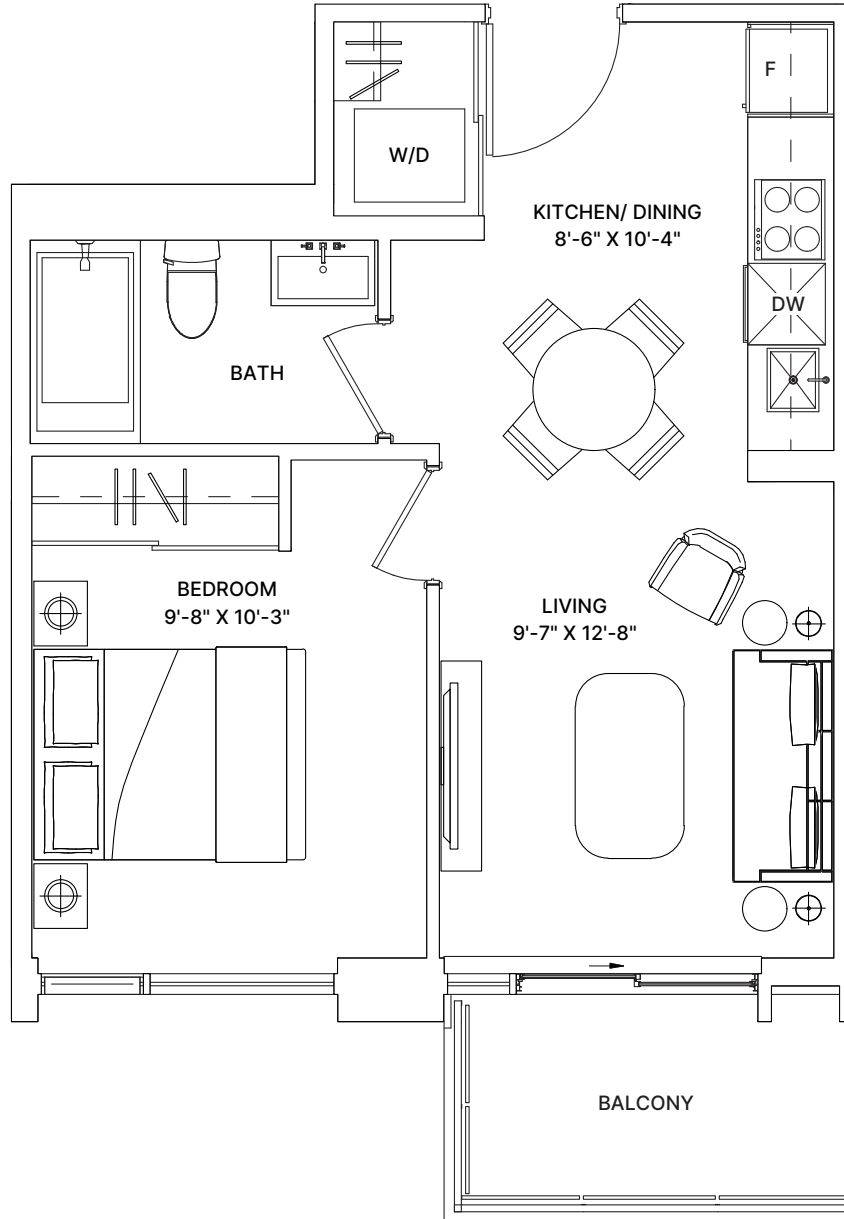 F
W/D
KITCHEN/ DINING
8'-6" X 10'-4"
DW
BATH
BEDROOM
9'-8" X 10'-3"
LIVING
9'-7" X 12'-8"
BALCONY